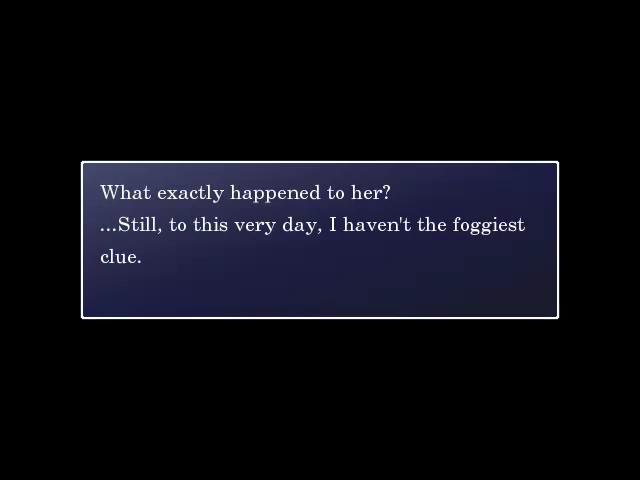 What exactly happened to her?
...Still, to this very day, I haven't the foggiest
clue.